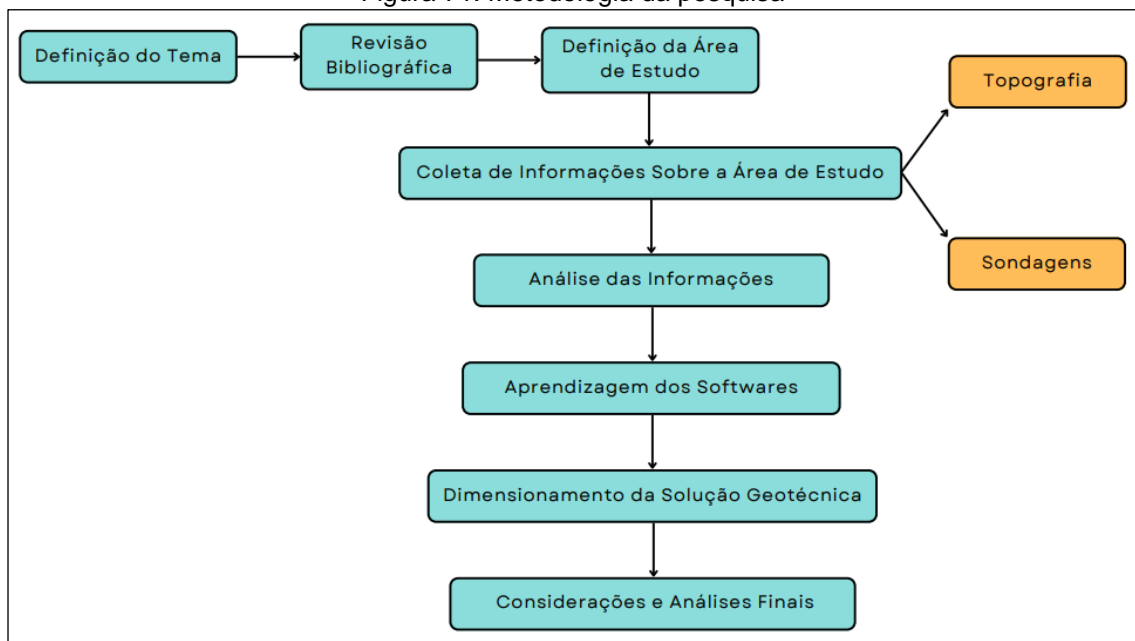 Definição do Tema
Revisão
Bibliográfica
Definição da Área
de Estudo
Topografia
Coleta de Informações Sobre a Área de Estudo
Sondagens
Análise das Informações
Aprendizagem dos Softwares
Dimensionamento da Solução Geotécnica
Considerações e Análises Finais